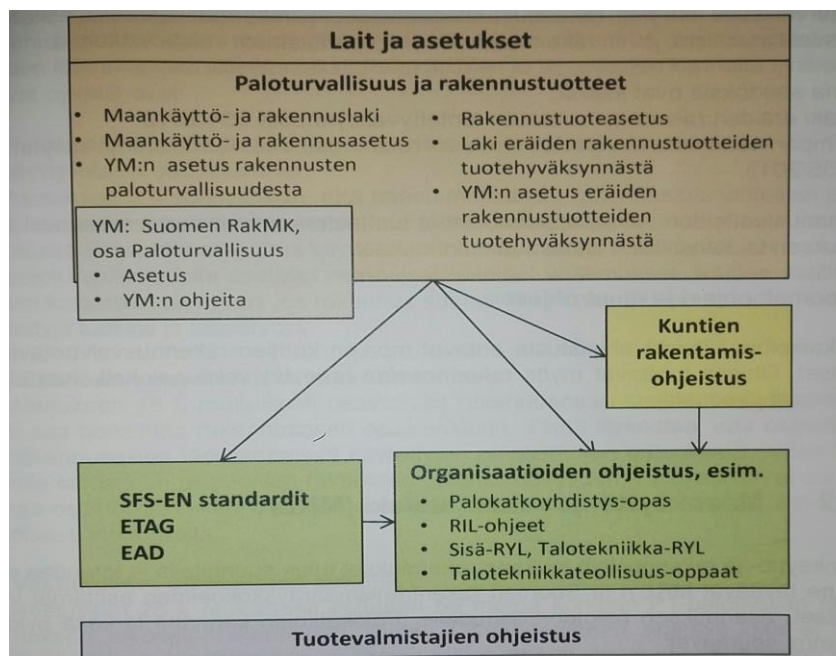 Lait ja asetukset
Paloturvallisuus ja rakennustuotteet
• Maankäyttö- ja rakennuslaki
• Maankäyttö- ja rakennusasetus
• YM:n asetus rakennusten
paloturvallisuudesta
• Rakennustuoteasetus
• Laki eräiden rakennustuotteiden
tuotehyväksynnästä
• YM:n asetus eräiden
rakennustuotteiden
tuotehyväksynnästä
YM: Suomen RakMK,
osa Paloturvallisuus
• Asetus
• YM:n ohjeita
Kuntien
rakentamis-
ohjeistus
SFS-EN standardit
ETAG
EAD
Organisaatioiden ohjeistus, esim.
• Palokatkoyhdistys-opas
• RIL-ohjeet
• Sisä-RYL, Talotekniikka-RYL
• Talotekniikkateollisuus-oppaat
Tuotevalmistajien ohjeistus